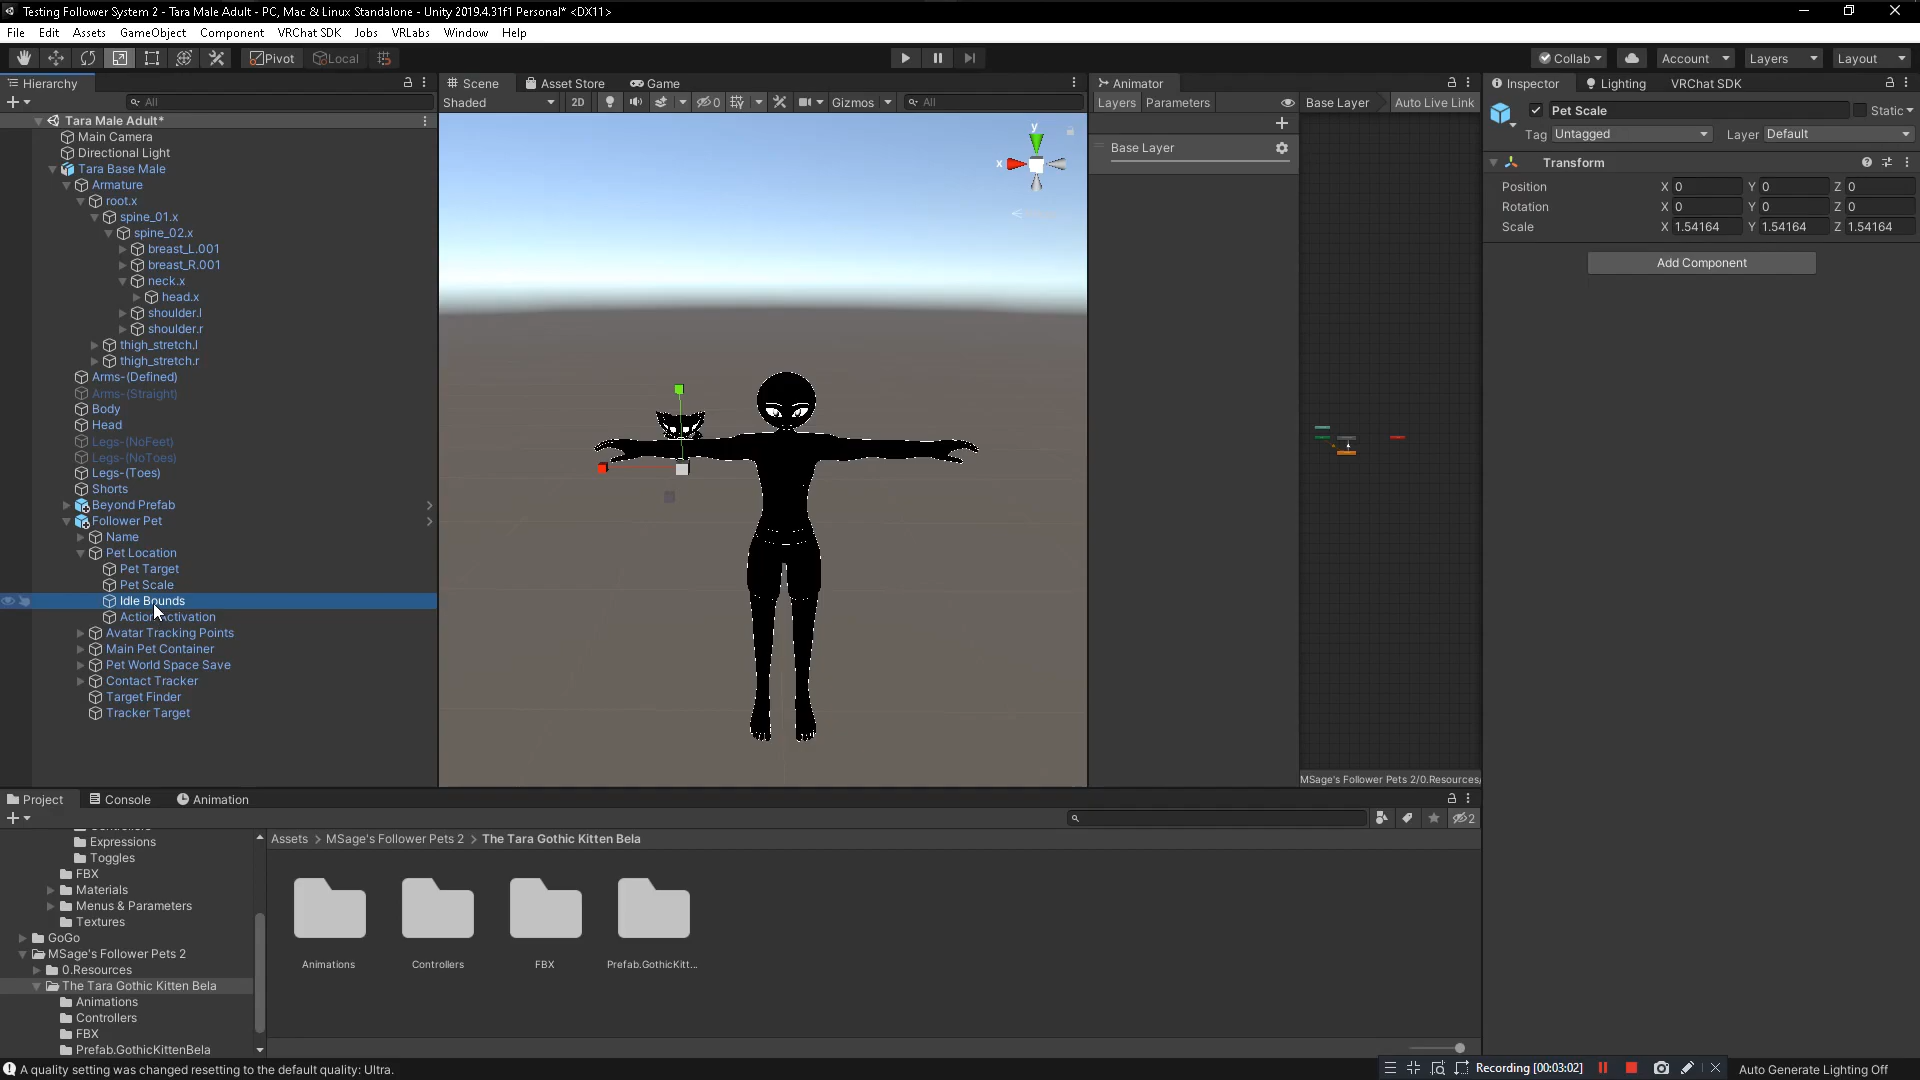 Testing Follower System 2 - Tara Male Adult - PC, Mac & Linux Standalone - Unity 2019.4.31f1 Personal* <DX11>
File Edit Assets GameObject Component VRChat SDK Jobs VRLabs Window Help
Pivot Local Collab Account Layers Layout
Hierarchy
All
Tara Male Adult*
Main Camera
Directional Light
Tara Base Male
Armature
root.x
spine_01.x
spine_02.x
breast_L.001
breast_R.001
neck.x
head.x
shoulder.l
shoulder.r
thigh_stretch.l
thigh_stretch.r
Arms-(Defined)
Arms-(Straight)
Body
Head
Legs-(NoFeet)
Legs-(NoToes)
Legs-(Toes)
Shorts
Beyond Prefab
Follower Pet
Name
Pet Location
Pet Target
Pet Scale
Idle Bounds
Action Activation
Avatar Tracking Points
Main Pet Container
Pet World Space Save
Contact Tracker
Target Finder
Tracker Target
Scene Asset Store Game
Shaded 2D 0 Gizmos All
y
x
Animator
Layers Parameters Base Layer Auto Live Link
Base Layer
MSage's Follower Pets 2/0.Resources/
Inspector Lighting VRChat SDK
Pet Scale Static
Tag Untagged Layer Default
Transform
Position X 0 Y 0 Z 0
Rotation X 0 Y 0 Z 0
Scale X 1.54164 Y 1.54164 Z 1.54164
Add Component
Project Console Animation
2
Expressions
Toggles
FBX
Materials
Menus & Parameters
Textures
GoGo
MSage's Follower Pets 2
0.Resources
The Tara Gothic Kitten Bela
Animations
Controllers
FBX
Prefab.GothicKittenBela
Assets > MSage's Follower Pets 2 > The Tara Gothic Kitten Bela
Animations Controllers FBX Prefab.GothicKitt...
A quality setting was changed resetting to the default quality: Ultra.
Recording [00:03:02]
Auto Generate Lighting Off